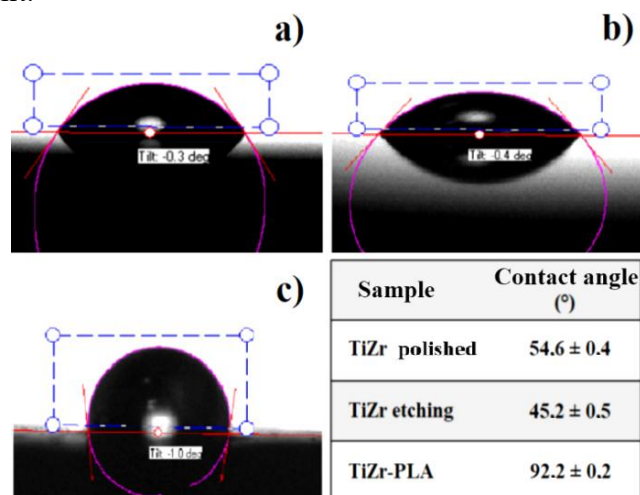 a)
b)
Tilt: -0.3 deg
Tilt: -0.4 deg
c)
Tilt: -1.0 deg
Sample Contact angle (°)
TiZr polished 54.6 ± 0.4
TiZr etching 45.2 ± 0.5
TiZr-PLA 92.2 ± 0.2